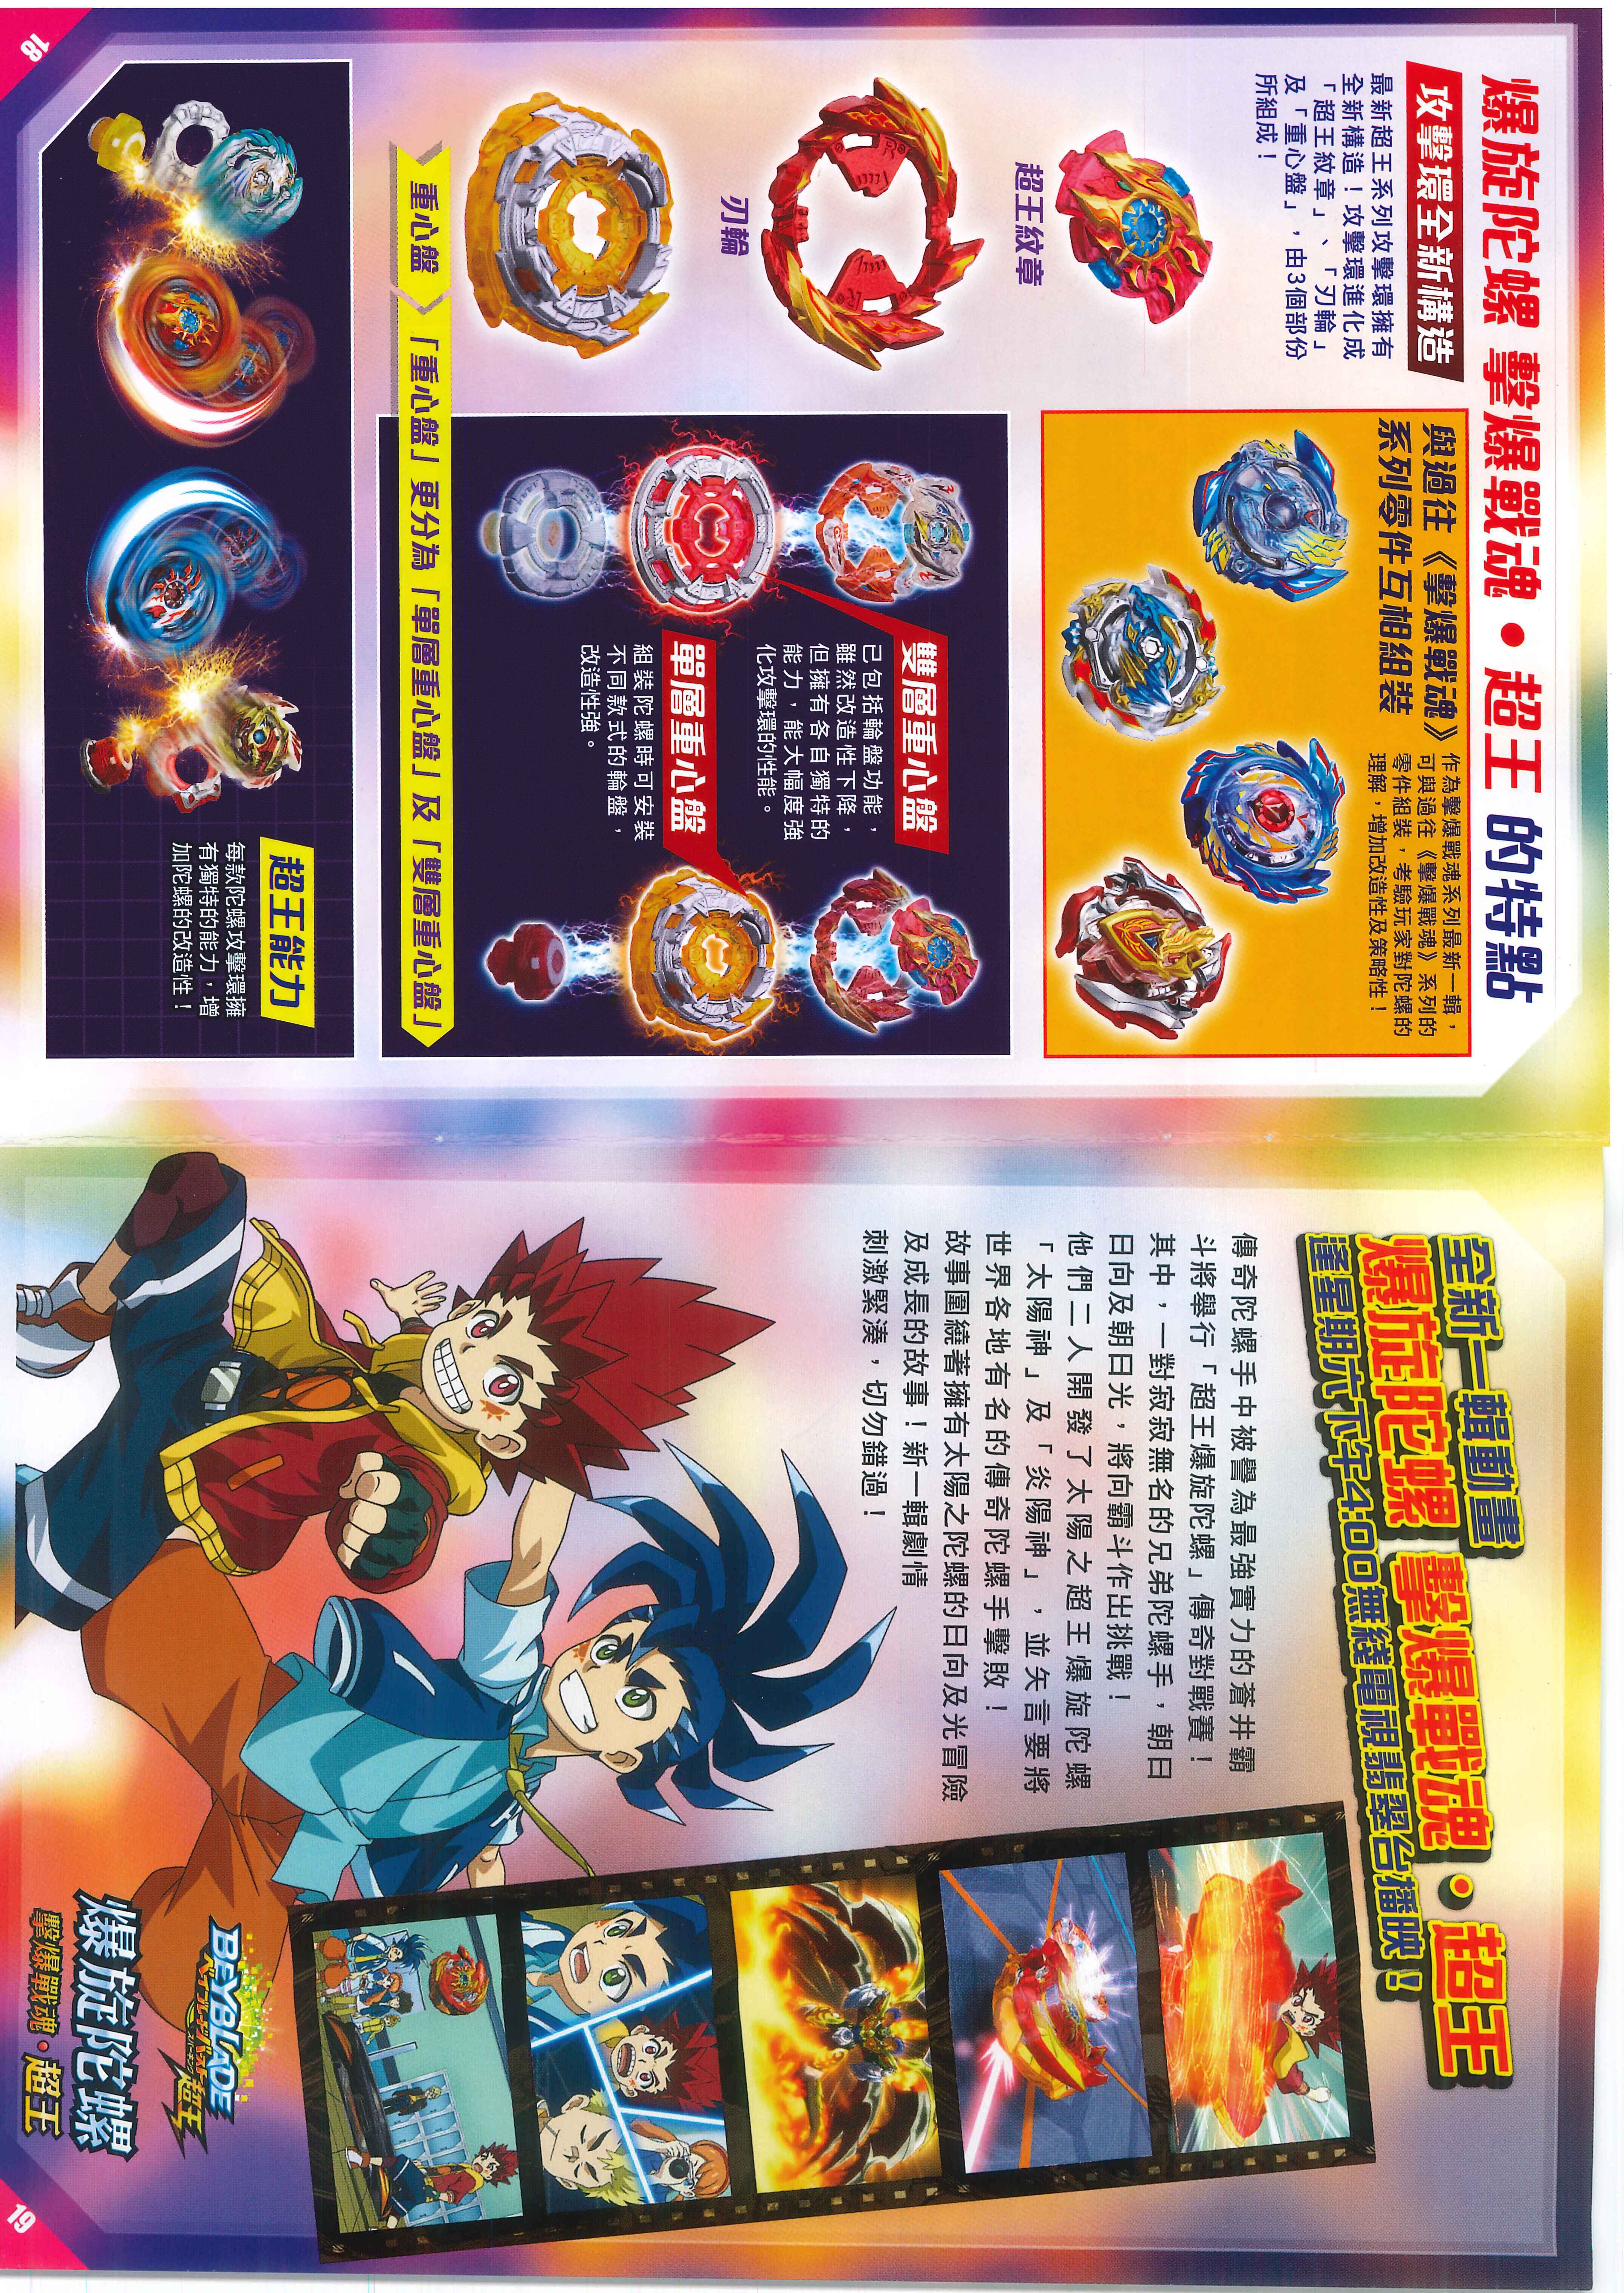 爆旋陀螺 擊爆戰魂・超王 的特點
攻擊環全新構造
最新超王系列攻擊環擁有
全新構造！攻擊環進化成
「超王紋章」、「刃輪」
及「重心盤」，由3個部份
所組成！
超王紋章
刃輪
與過往《擊爆戰魂》
系列零件互相組裝
作為擊爆戰魂系列最新一輯，
可與過往《擊爆戰魂》系列的
零件組裝，考驗玩家對陀螺的
理解，增加改造性及策略性！
雙層重心盤
已包括輪盤功能，
雖然改造性下降，
但擁有各自獨特的
能力，能大幅度強
化攻擊環的性能。
單層重心盤
組裝陀螺時可安裝
不同款式的輪盤，
改造性強。
重心盤
「重心盤」更分為「單層重心盤」及「雙層重心盤」
超王能力
每款陀螺攻擊環擁
有獨特的能力，增
加陀螺的改造性！
18
全新一輯動畫
爆旋陀螺 擊爆戰魂・超王
逢星期六下午4:00無綫電視翡翠台播映！
傳奇陀螺手中被譽為最強實力的蒼井霸
斗將舉行「超王爆旋陀螺」傳奇對戰賽！
其中，一對寂寂無名的兄弟陀螺手，朝日
日向及朝日光，將向霸斗作出挑戰！
他們二人開發了太陽之超王爆旋陀螺
「太陽神」及「炎陽神」，並矢言要將
世界各地有名的傳奇陀螺手擊敗！
故事圍繞著擁有太陽之陀螺的日向及光冒險
及成長的故事！新一輯劇情
刺激緊湊，切勿錯過！
BEYBLADE
ベイブレードバースト
スパーキング 超王
爆旋陀螺
擊爆戰魂・超王
19